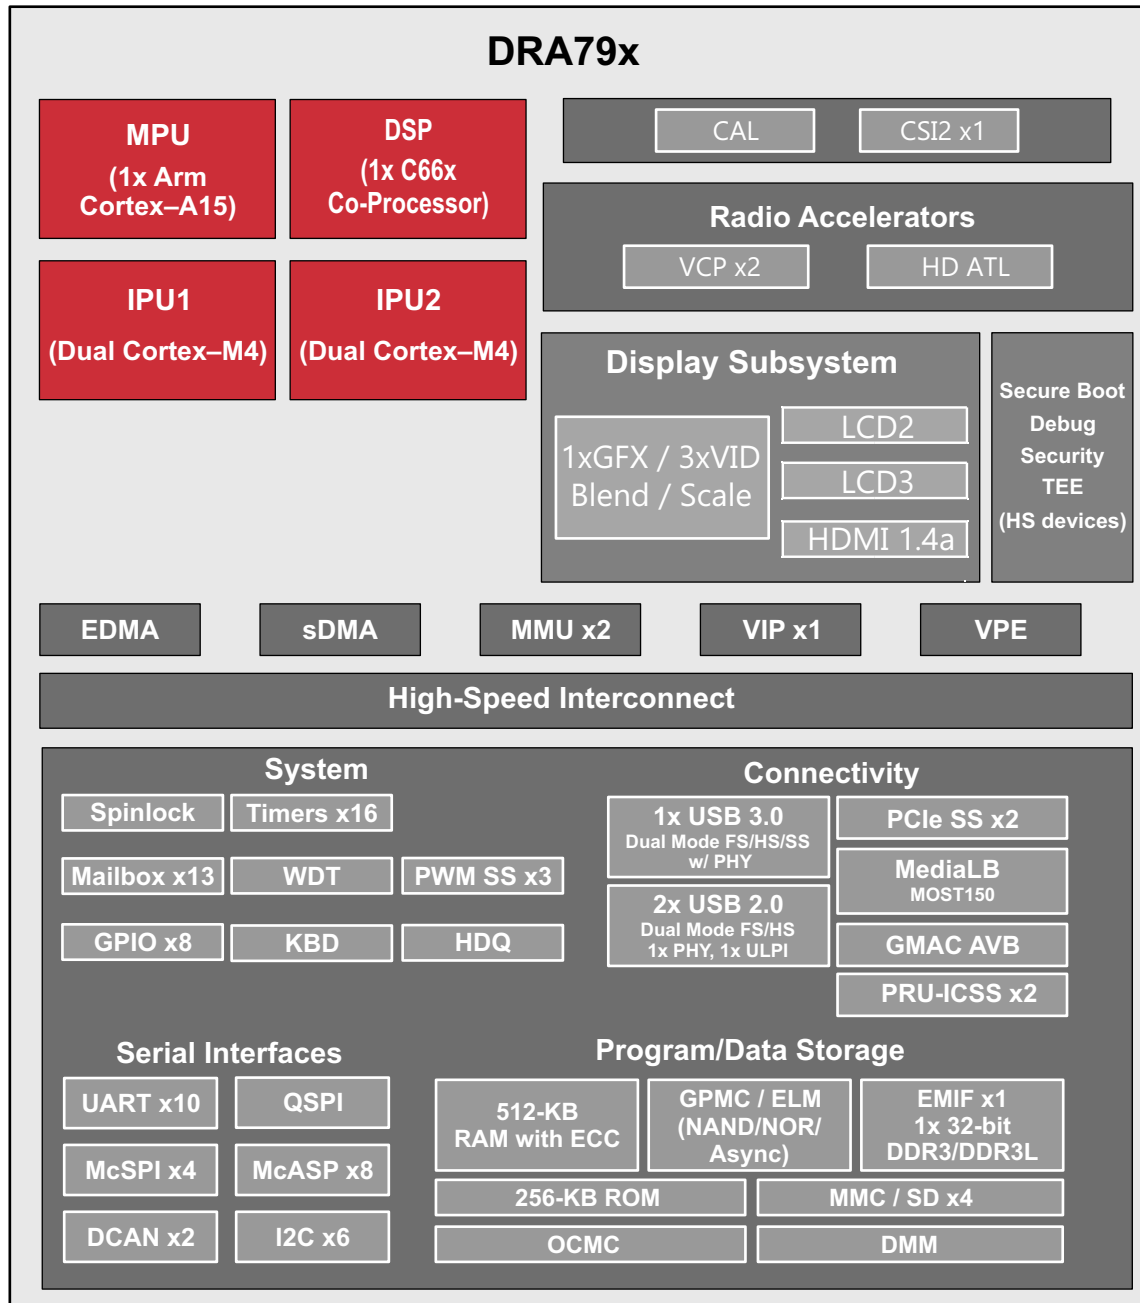 DRA79x
MPU
(1x Arm
Cortex–A15)
DSP
(1x C66x
Co-Processor)
CAL
CSI2 x1
Radio Accelerators
VCP x2
HD ATL
IPU1
(Dual Cortex–M4)
IPU2
(Dual Cortex–M4)
Display Subsystem
1xGFX / 3xVID
Blend / Scale
LCD2
LCD3
HDMI 1.4a
Secure Boot
Debug
Security
TEE
(HS devices)
EDMA
sDMA
MMU x2
VIP x1
VPE
High-Speed Interconnect
System
Spinlock
Timers x16
Mailbox x13
WDT
PWM SS x3
GPIO x8
KBD
HDQ
Connectivity
1x USB 3.0
Dual Mode FS/HS/SS
w/ PHY
2x USB 2.0
Dual Mode FS/HS
1x PHY, 1x ULPI
PCIe SS x2
MediaLB
MOST150
GMAC AVB
PRU-ICSS x2
Serial Interfaces
UART x10
QSPI
McSPI x4
McASP x8
DCAN x2
I2C x6
Program/Data Storage
512-KB
RAM with ECC
GPMC / ELM
(NAND/NOR/
Async)
EMIF x1
1x 32-bit
DDR3/DDR3L
256-KB ROM
MMC / SD x4
OCMC
DMM